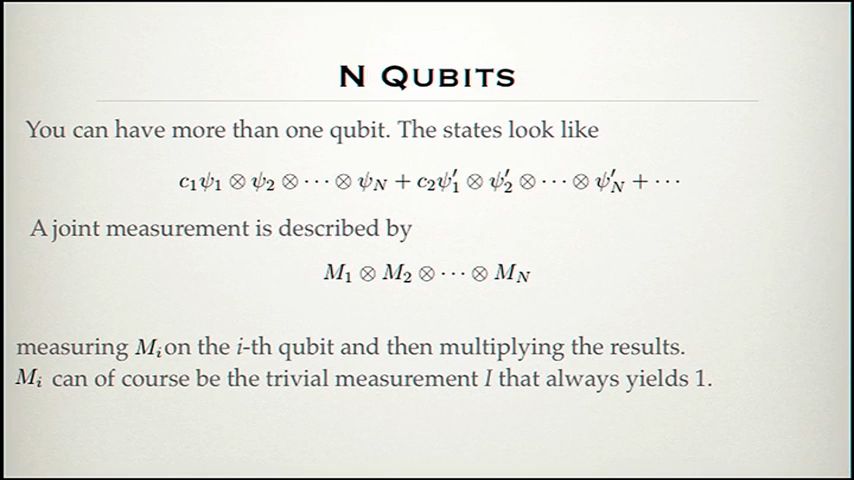 N QUBITS
You can have more than one qubit. The states look like
c₁ψ₁ ⊗ ψ₂ ⊗ ⋯ ⊗ ψ_N + c₂ψ′₁ ⊗ ψ′₂ ⊗ ⋯ ⊗ ψ′_N + ⋯
A joint measurement is described by
M₁ ⊗ M₂ ⊗ ⋯ ⊗ M_N
measuring Mᵢ on the i-th qubit and then multiplying the results.
Mᵢ can of course be the trivial measurement I that always yields 1.